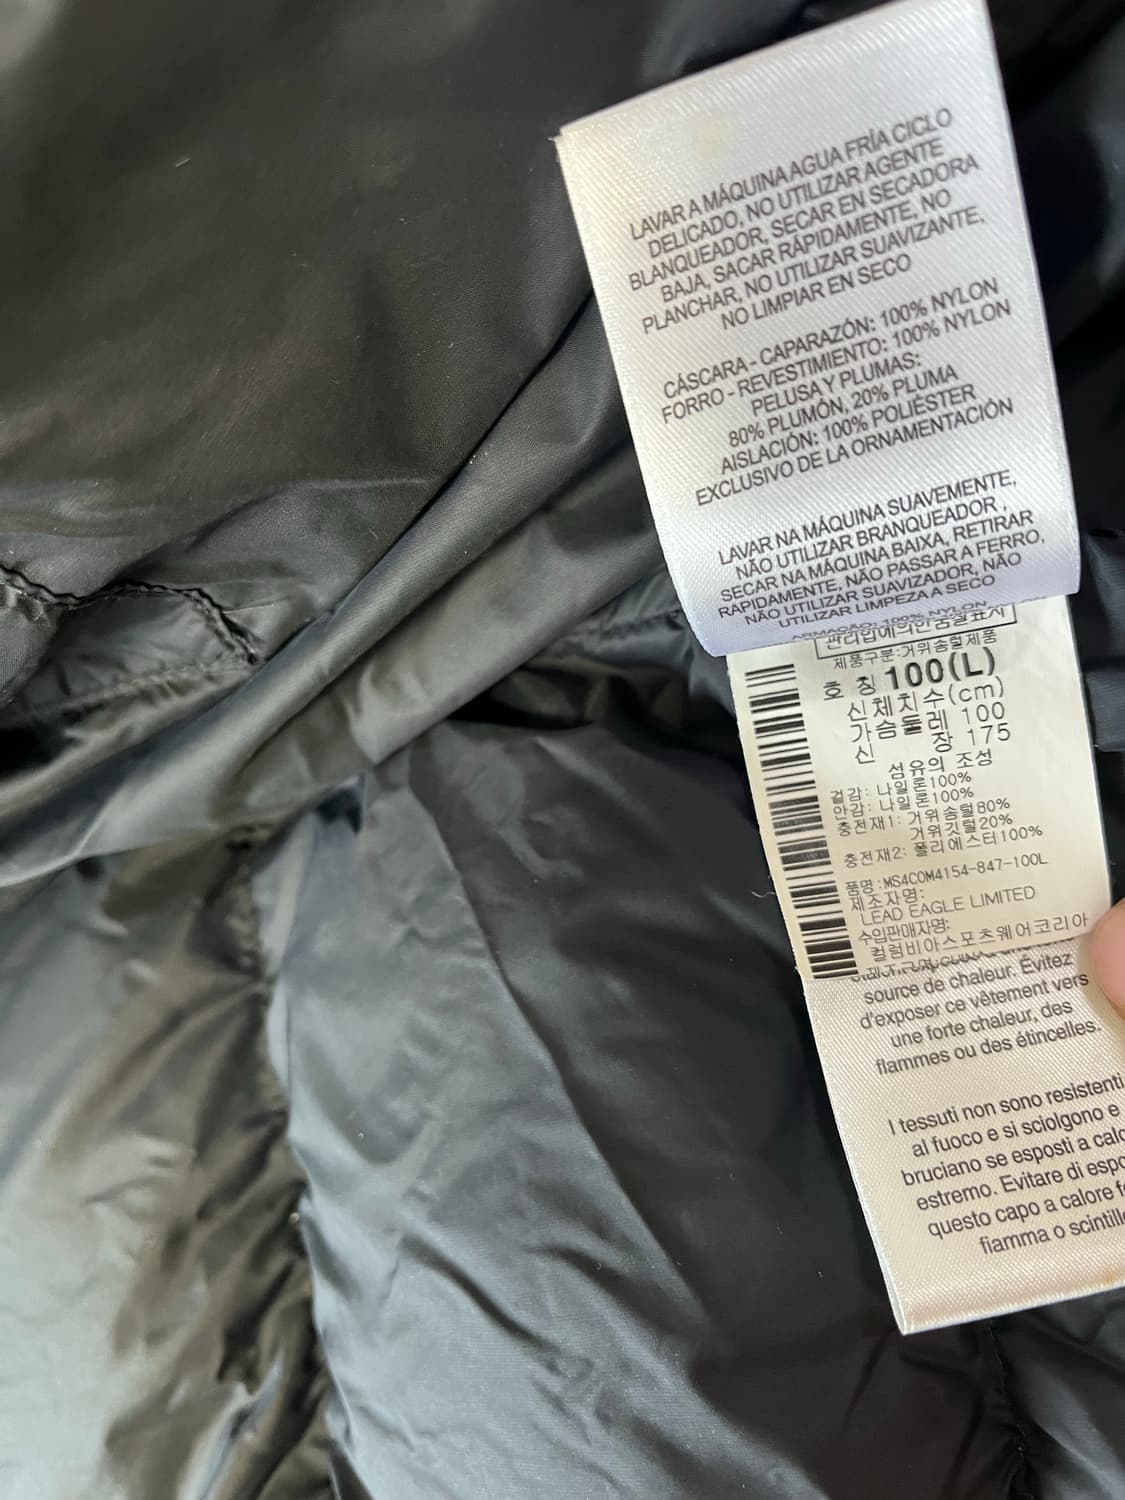 LAVAR A MÁQUINA AGUA FRÍA CICLO
DELICADO, NO UTILIZAR AGENTE
BLANQUEADOR, SECAR EN SECADORA
BAJA, SACAR RÁPIDAMENTE, NO
PLANCHAR, NO UTILIZAR SUAVIZANTE,
NO LIMPIAR EN SECO
CÁSCARA - CAPARAZÓN: 100% NYLON
FORRO - REVESTIMIENTO: 100% NYLON
PELUSA Y PLUMAS:
80% PLUMÓN, 20% PLUMA
AISLACIÓN: 100% POLIÉSTER
EXCLUSIVO DE LA ORNAMENTACIÓN
LAVAR NA MÁQUINA SUAVEMENTE,
NÃO UTILIZAR BRANQUEADOR,
SECAR NA MÁQUINA BAIXA, RETIRAR
RAPIDAMENTE, NÃO PASSAR A FERRO,
NÃO UTILIZAR SUAVIZADOR, NÃO
UTILIZAR LIMPEZA A SECO
ARMAÇÃO: 100% NYLON
품질표시
제품구분:거위솜털제품
호 칭 100(L)
신체치수(cm)
가슴둘레 100
신 장 175
섬유의 조성
겉감: 나일론100%
안감: 나일론100%
충전재1: 거위솜털80%
거위깃털20%
충전재2: 폴리에스터100%
품명:MS4COM4154-847-100L
제조자명:
LEAD EAGLE LIMITED
수입판매자명:
컬럼비아스포츠웨어코리아
source de chaleur. Évitez
d'exposer ce vêtement vers
une forte chaleur, des
flammes ou des étincelles.
I tessuti non sono resistenti
al fuoco e si sciolgono e
bruciano se esposti a
estremo. Evitare di
questo capo a calore
fiamma o